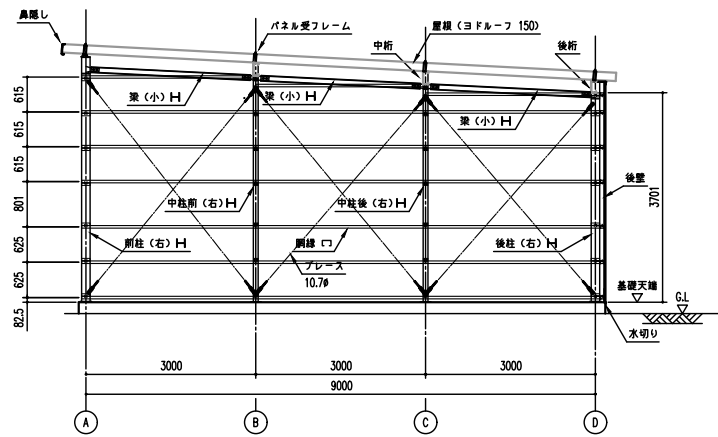 鼻隠し
パネル受フレーム
屋根（ヨドルーフ 150）
中桁
後桁
梁（小）H
梁（小）H
梁（小）H
615
615
615
801
625
625
82.5
中柱前（右）H
中柱後（右）H
前柱（右）H
胴縁
後柱（右）H
ブレース
10.7φ
後壁
3701
基礎天端
G.L
水切り
3000
3000
3000
9000
A
B
C
D